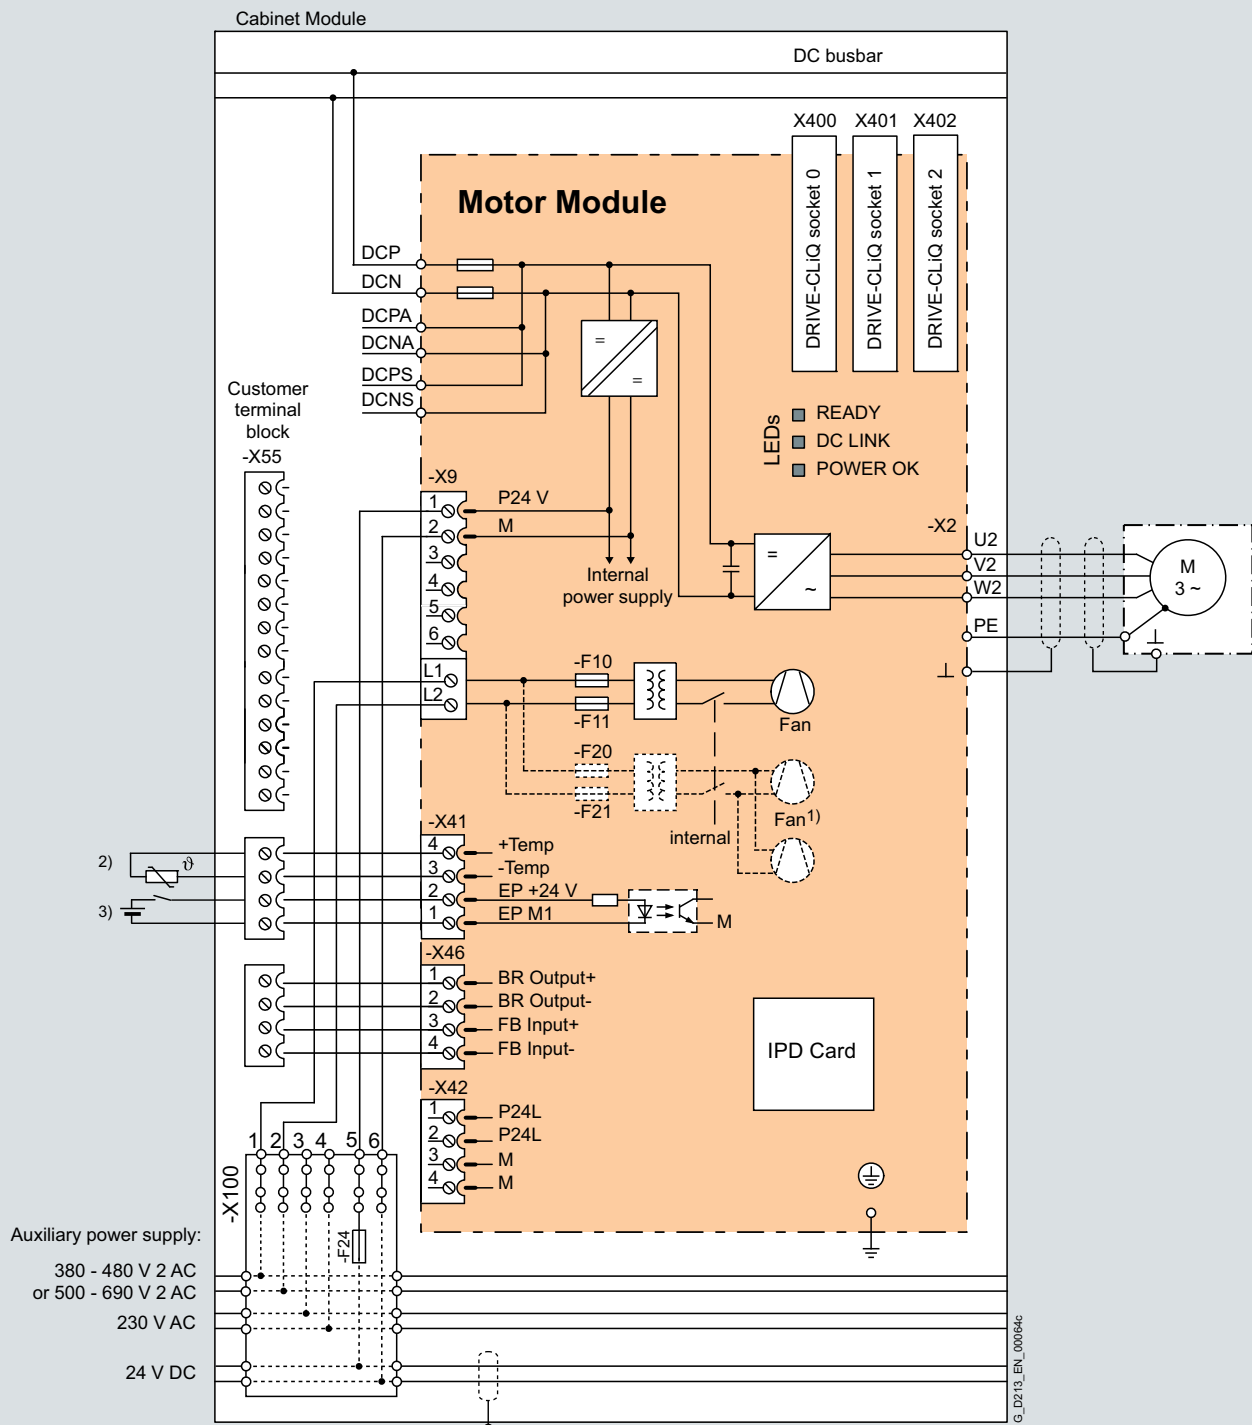 Cabinet Module
DC busbar
X400 X401 X402
DRIVE-CLiQ socket 0
DRIVE-CLiQ socket 1
DRIVE-CLiQ socket 2
Motor Module
DCP
DCN
DCPA
DCNA
DCPS
DCNS
=
=
Customer
terminal
block
-X55
LEDs
READY
DC LINK
POWER OK
-X9
1 P24 V
2 M
3
4
5
6
Internal
power supply
=
~
-X2
U2
V2
W2
PE
M
3 ~
L1
L2
-F10
-F11
Fan
-F20
-F21
Fan1)
internal
-X41
4 +Temp
3 -Temp
2 EP +24 V
1 EP M1
M
2)
ϑ
3)
-X46
1 BR Output+
2 BR Output-
3 FB Input+
4 FB Input-
IPD Card
-X42
1 P24L
2 P24L
3 M
4 M
1 2 3 4 5 6
-X100
-F24
Auxiliary power supply:
380 - 480 V 2 AC
or 500 - 690 V 2 AC
230 V AC
24 V DC
G_D213_EN_00064c